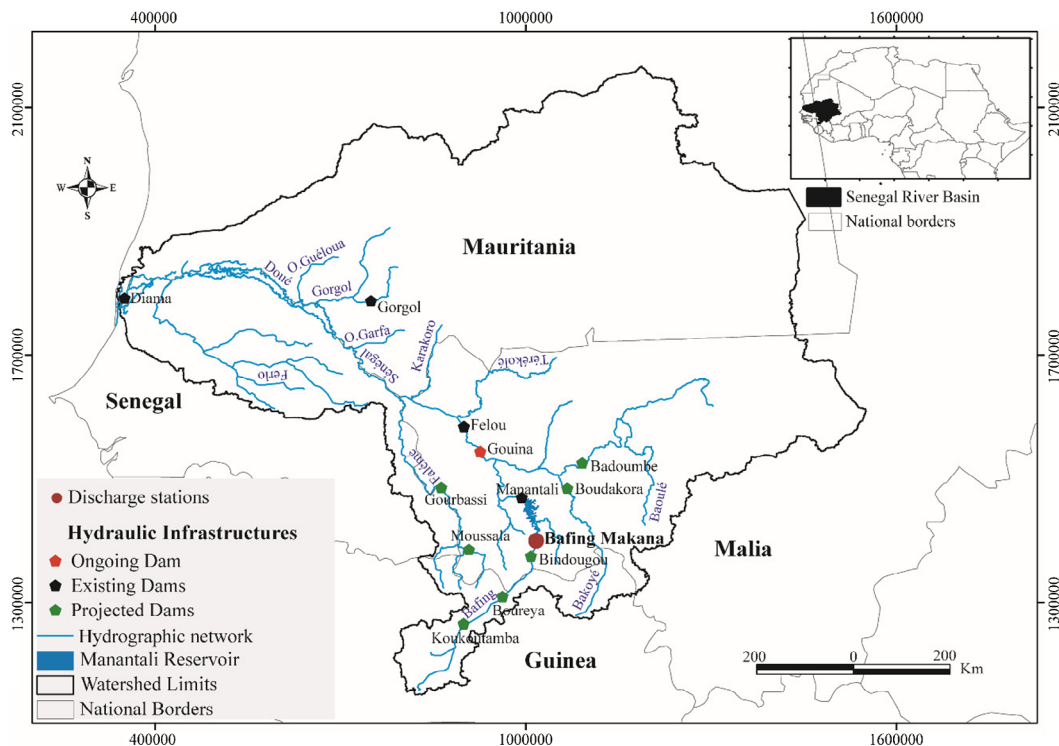 400000
1000000
1600000
2100000
2100000
N
W
E
S
Senegal River Basin
National borders
Mauritania
O.Guéloua
Doué
Gorgol
Diama
Gorgol
O.Garfa
Karakoro
Sénégal
Térékolé
1700000
1700000
Ferlo
Senegal
Felou
Gouina
Badoumbe
Falémé
Gourbassi
Manantali
Boudakora
Baoulé
Discharge stations
Hydraulic Infrastructures
Moussala
Bafing Makana
Malia
Bindougou
Ongoing Dam
Existing Dams
Projected Dams
1300000
1300000
Bafing
Boureya
Bakoyé
Koukoutamba
Guinea
Hydrographic network
Manantali Reservoir
Watershed Limits
National Borders
200
0
200
Km
400000
1000000
1600000